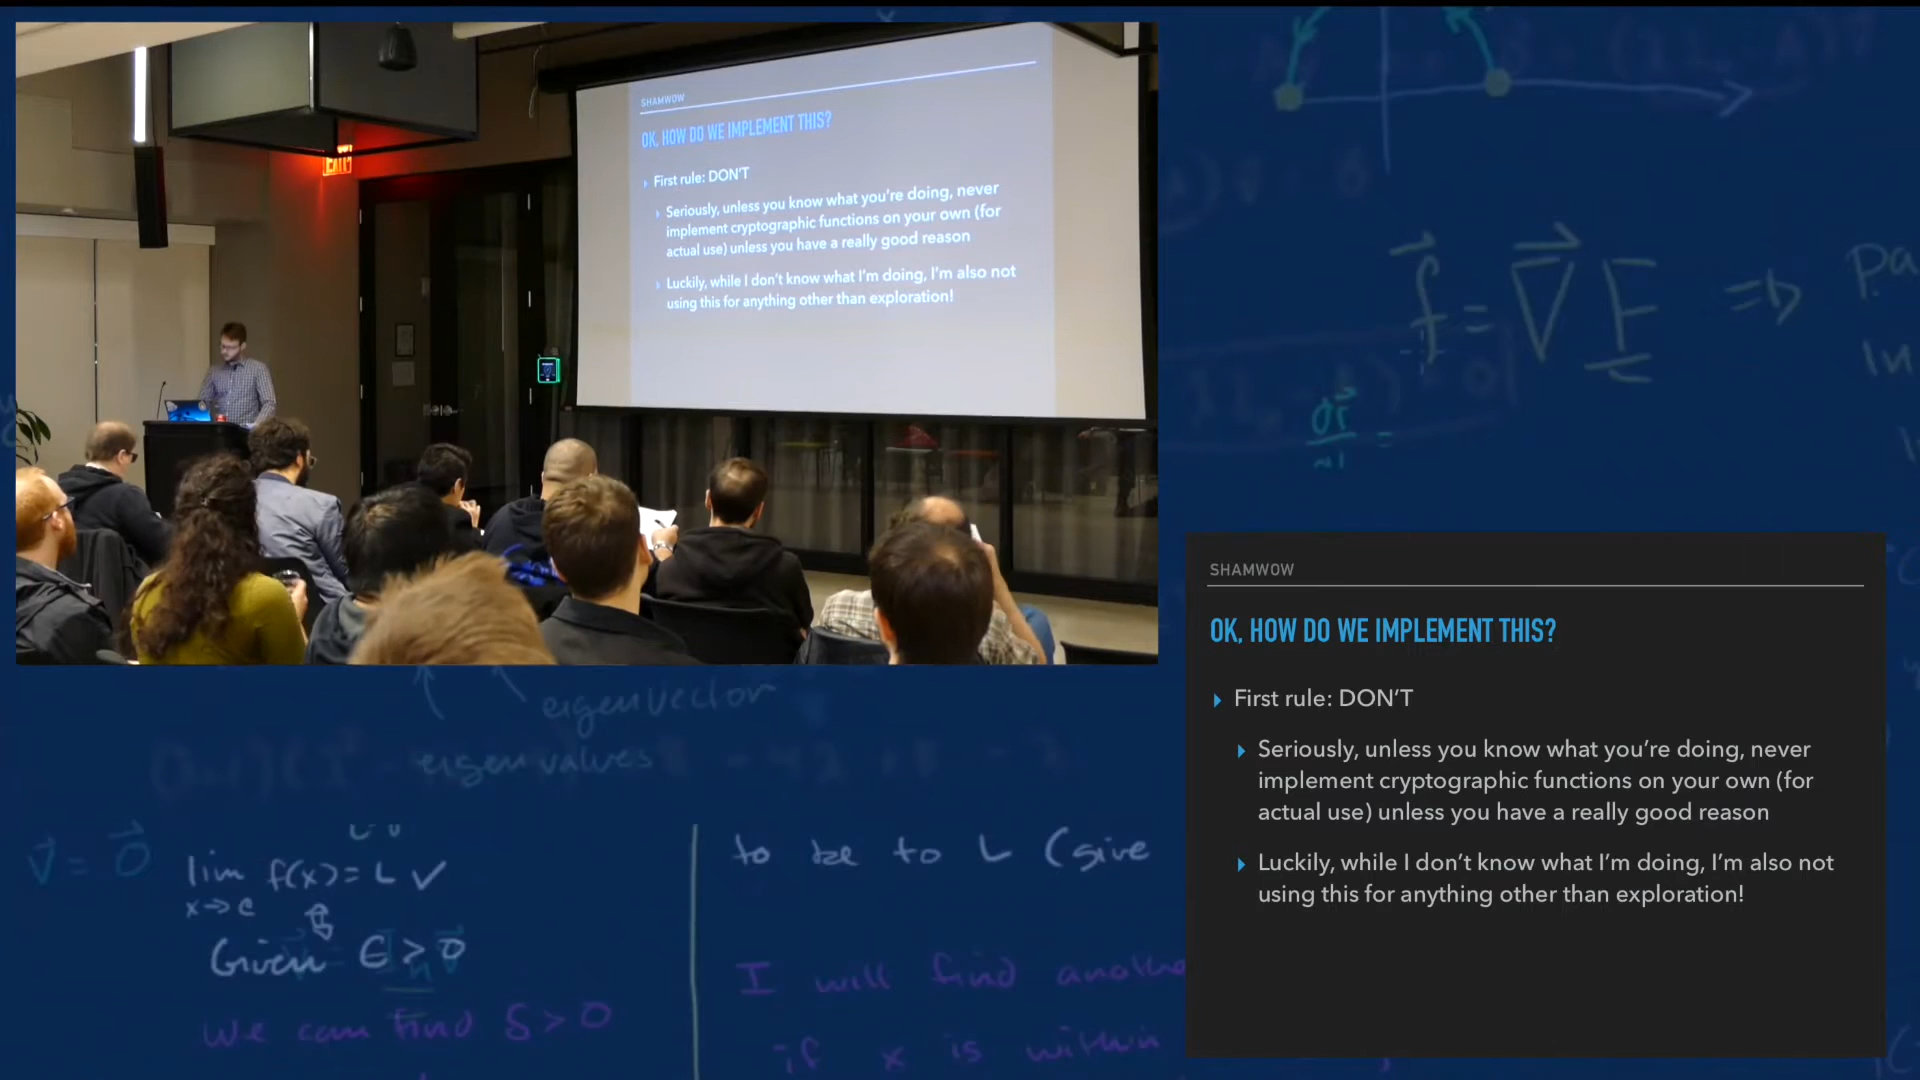 SHAMWOW
OK, HOW DO WE IMPLEMENT THIS?
First rule: DON'T
Seriously, unless you know what you're doing, never
implement cryptographic functions on your own (for
actual use) unless you have a really good reason
Luckily, while I don't know what I'm doing, I'm also not
using this for anything other than exploration!
EXIT
SHAMWOW
OK, HOW DO WE IMPLEMENT THIS?
First rule: DON'T
Seriously, unless you know what you're doing, never
implement cryptographic functions on your own (for
actual use) unless you have a really good reason
Luckily, while I don't know what I'm doing, I'm also not
using this for anything other than exploration!
eigenvector
eigenvalues
lim f(x) = L ✓
x→c
Given ∈ > 0
We can find δ > 0
to be to L (give
I will find
if x is within